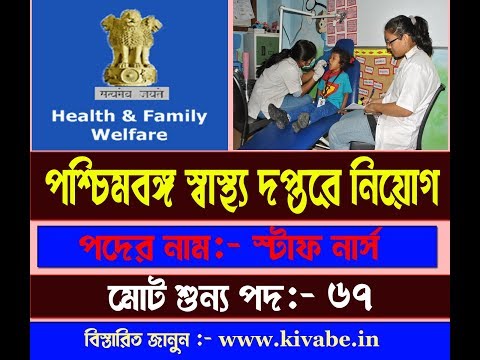 सत्यमेव जयते
Health & Family
Welfare
পশ্চিমবঙ্গ স্বাস্থ্য দপ্তরে নিয়োগ
পদের নাম:- স্টাফ নার্স
মোট শুন্য পদ:- ৬৭
বিস্তারিত জানুন :- www.kivabe.in